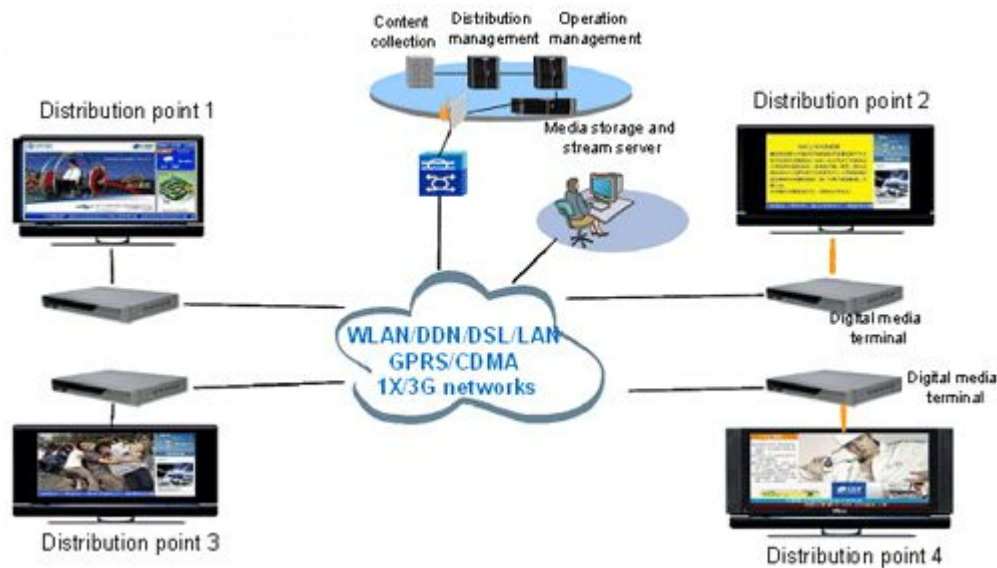 Content
collection
Distribution
management
Operation
management
Distribution point 1
Distribution point 2
Media storage and
stream server
WLAN/DDN/DSL/LAN
GPRS/CDMA
1X/3G networks
Digital media
terminal
Digital media
terminal
Distribution point 3
Distribution point 4